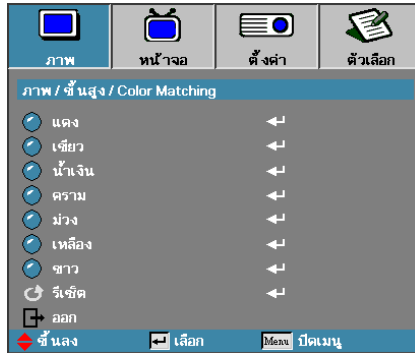 ภาพ หน้าจอ ตั้งค่า ตัวเลือก
ภาพ / ขั้นสูง / Color Matching
แดง
เขียว
น้ำเงิน
คราม
ม่วง
เหลือง
ขาว
รีเซ็ต
ออก
ขึ้นลง เลือก Menu ปิดเมนู